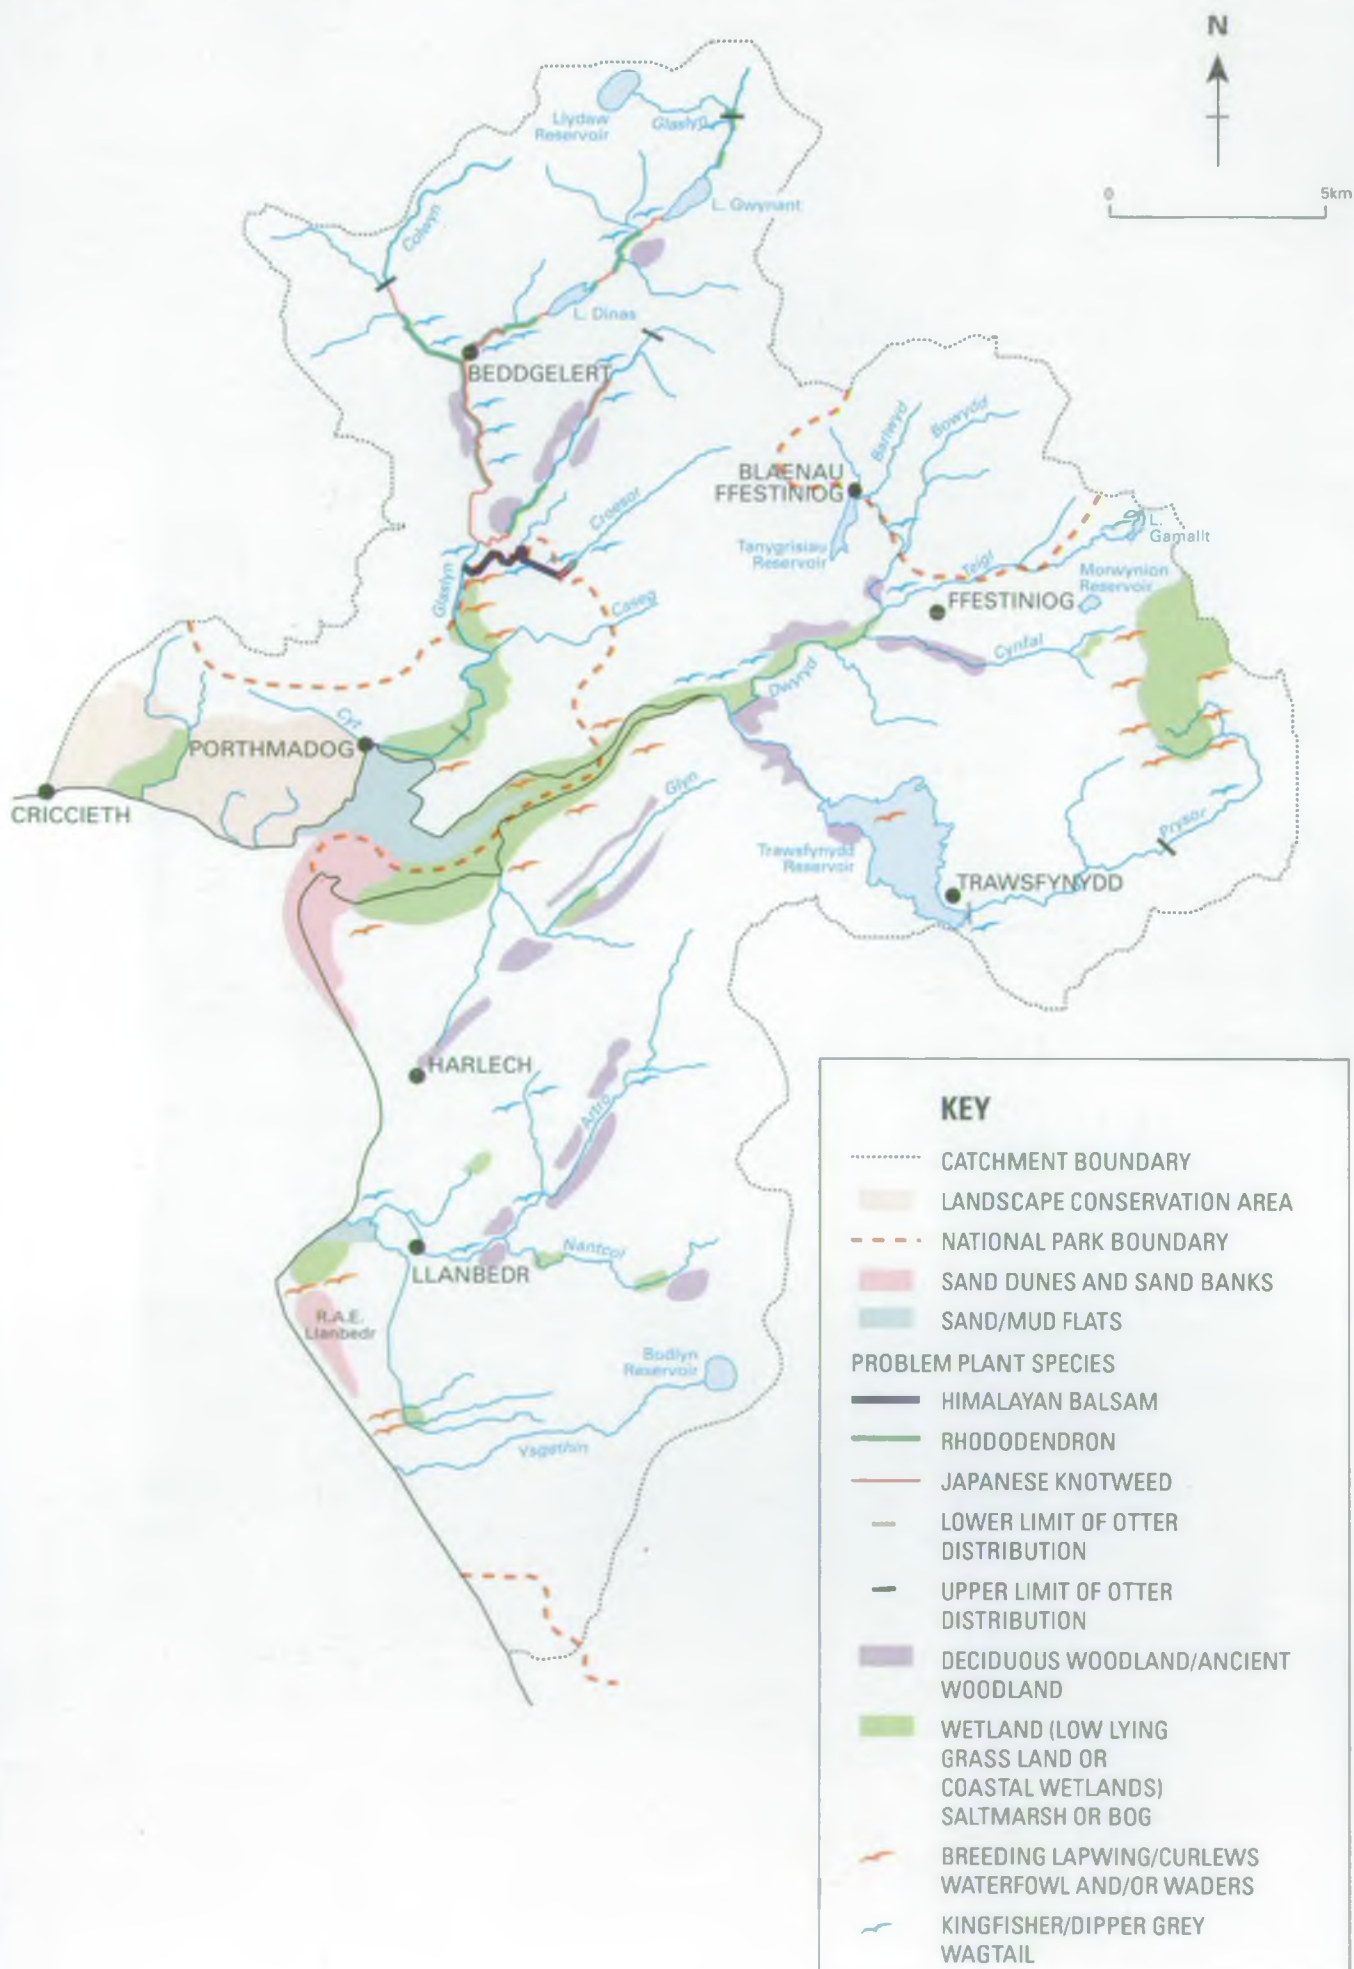 N
0 5km
Llydaw
Reservoir
Glaslyn
L. Gwynant
Colwyn
L. Dinas
BEDDGELERT
Barlwyd
Bowydd
BLAENAU
FFESTINIOG
Croesor
Tanygrisiau
Reservoir
L.
Gamallt
Teigl
Morwynion
Reservoir
Glaslyn
Caseg
FFESTINIOG
Cynfal
Dwyryd
Cyt
PORTHMADOG
CRICCIETH
Glyn
Prysor
Trawsfynydd
Reservoir
TRAWSFYNYDD
HARLECH
Artro
Nantcol
LLANBEDR
R.A.E.
Llanbedr
Bodlyn
Reservoir
Ysgethin
KEY
CATCHMENT BOUNDARY
LANDSCAPE CONSERVATION AREA
NATIONAL PARK BOUNDARY
SAND DUNES AND SAND BANKS
SAND/MUD FLATS
PROBLEM PLANT SPECIES
HIMALAYAN BALSAM
RHODODENDRON
JAPANESE KNOTWEED
LOWER LIMIT OF OTTER
DISTRIBUTION
UPPER LIMIT OF OTTER
DISTRIBUTION
DECIDUOUS WOODLAND/ANCIENT
WOODLAND
WETLAND (LOW LYING
GRASS LAND OR
COASTAL WETLANDS)
SALTMARSH OR BOG
BREEDING LAPWING/CURLEWS
WATERFOWL AND/OR WADERS
KINGFISHER/DIPPER GREY
WAGTAIL